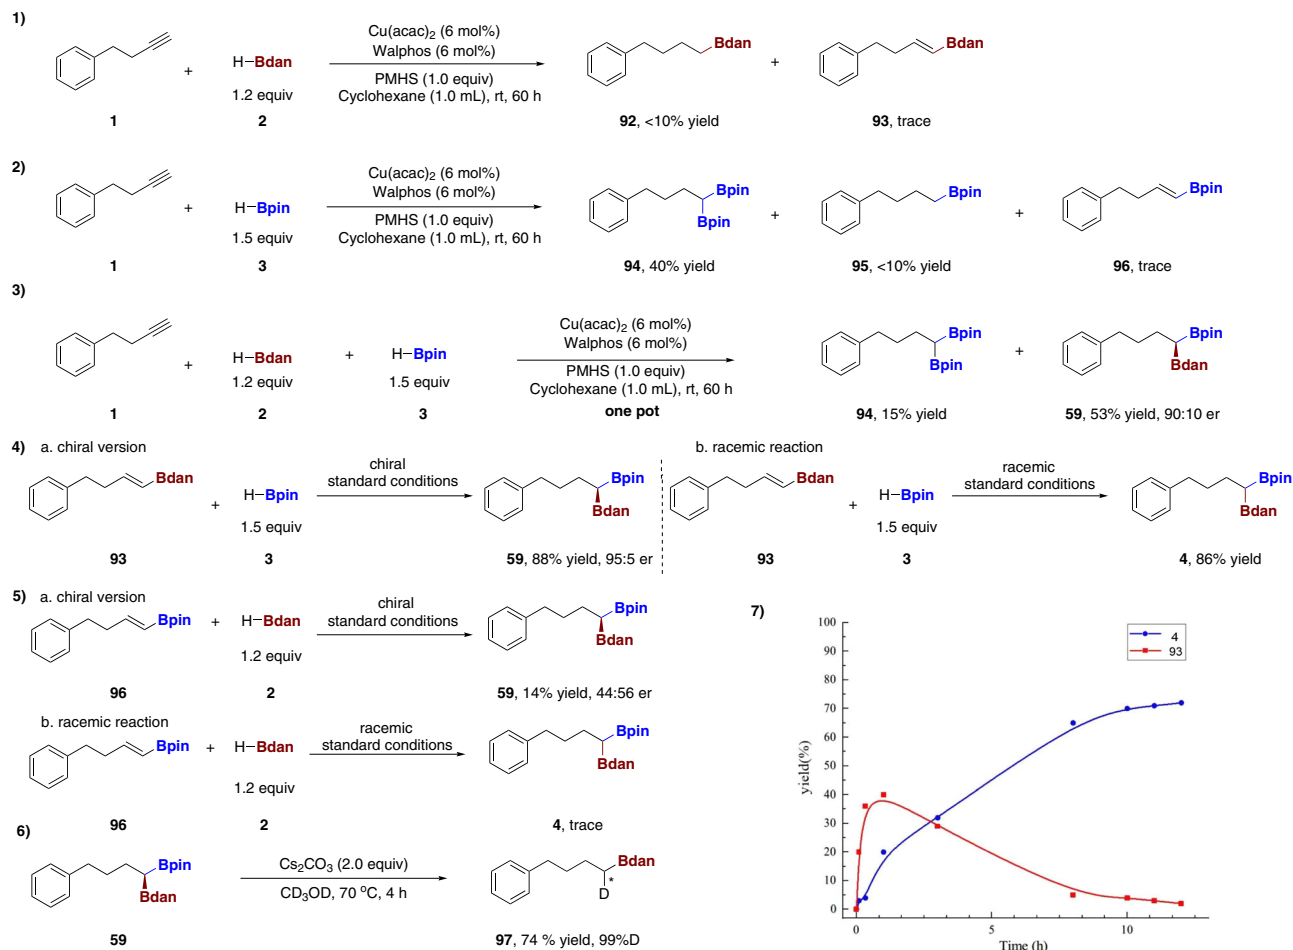 1)
Cu(acac)2 (6 mol%)
Walphos (6 mol%)
PMHS (1.0 equiv)
Cyclohexane (1.0 mL), rt, 60 h
+
H–Bdan
1.2 equiv
Bdan
+
Bdan
1
2
92, <10% yield
93, trace
2)
Cu(acac)2 (6 mol%)
Walphos (6 mol%)
PMHS (1.0 equiv)
Cyclohexane (1.0 mL), rt, 60 h
+
H–Bpin
1.5 equiv
Bpin
Bpin
+
Bpin
+
Bpin
1
3
94, 40% yield
95, <10% yield
96, trace
3)
+
H–Bdan
1.2 equiv
+
H–Bpin
1.5 equiv
Cu(acac)2 (6 mol%)
Walphos (6 mol%)
PMHS (1.0 equiv)
Cyclohexane (1.0 mL), rt, 60 h
one pot
Bpin
Bpin
+
Bpin
Bdan
1
2
3
94, 15% yield
59, 53% yield, 90:10 er
4)
a. chiral version
Bdan
+
H–Bpin
1.5 equiv
chiral
standard conditions
Bpin
Bdan
93
3
59, 88% yield, 95:5 er
b. racemic reaction
Bdan
+
H–Bpin
1.5 equiv
racemic
standard conditions
Bpin
Bdan
93
3
4, 86% yield
5)
a. chiral version
Bpin
+
H–Bdan
1.2 equiv
chiral
standard conditions
Bpin
Bdan
96
2
59, 14% yield, 44:56 er
b. racemic reaction
Bpin
+
H–Bdan
1.2 equiv
racemic
standard conditions
Bpin
Bdan
96
2
4, trace
6)
Bpin
Bdan
Cs2CO3 (2.0 equiv)
CD3OD, 70 oC, 4 h
Bdan
*
D
59
97, 74 % yield, 99%D
7)
100
90
80
70
60
50
40
30
20
10
0
yield(%)
4
93
0
5
10
Time (h)